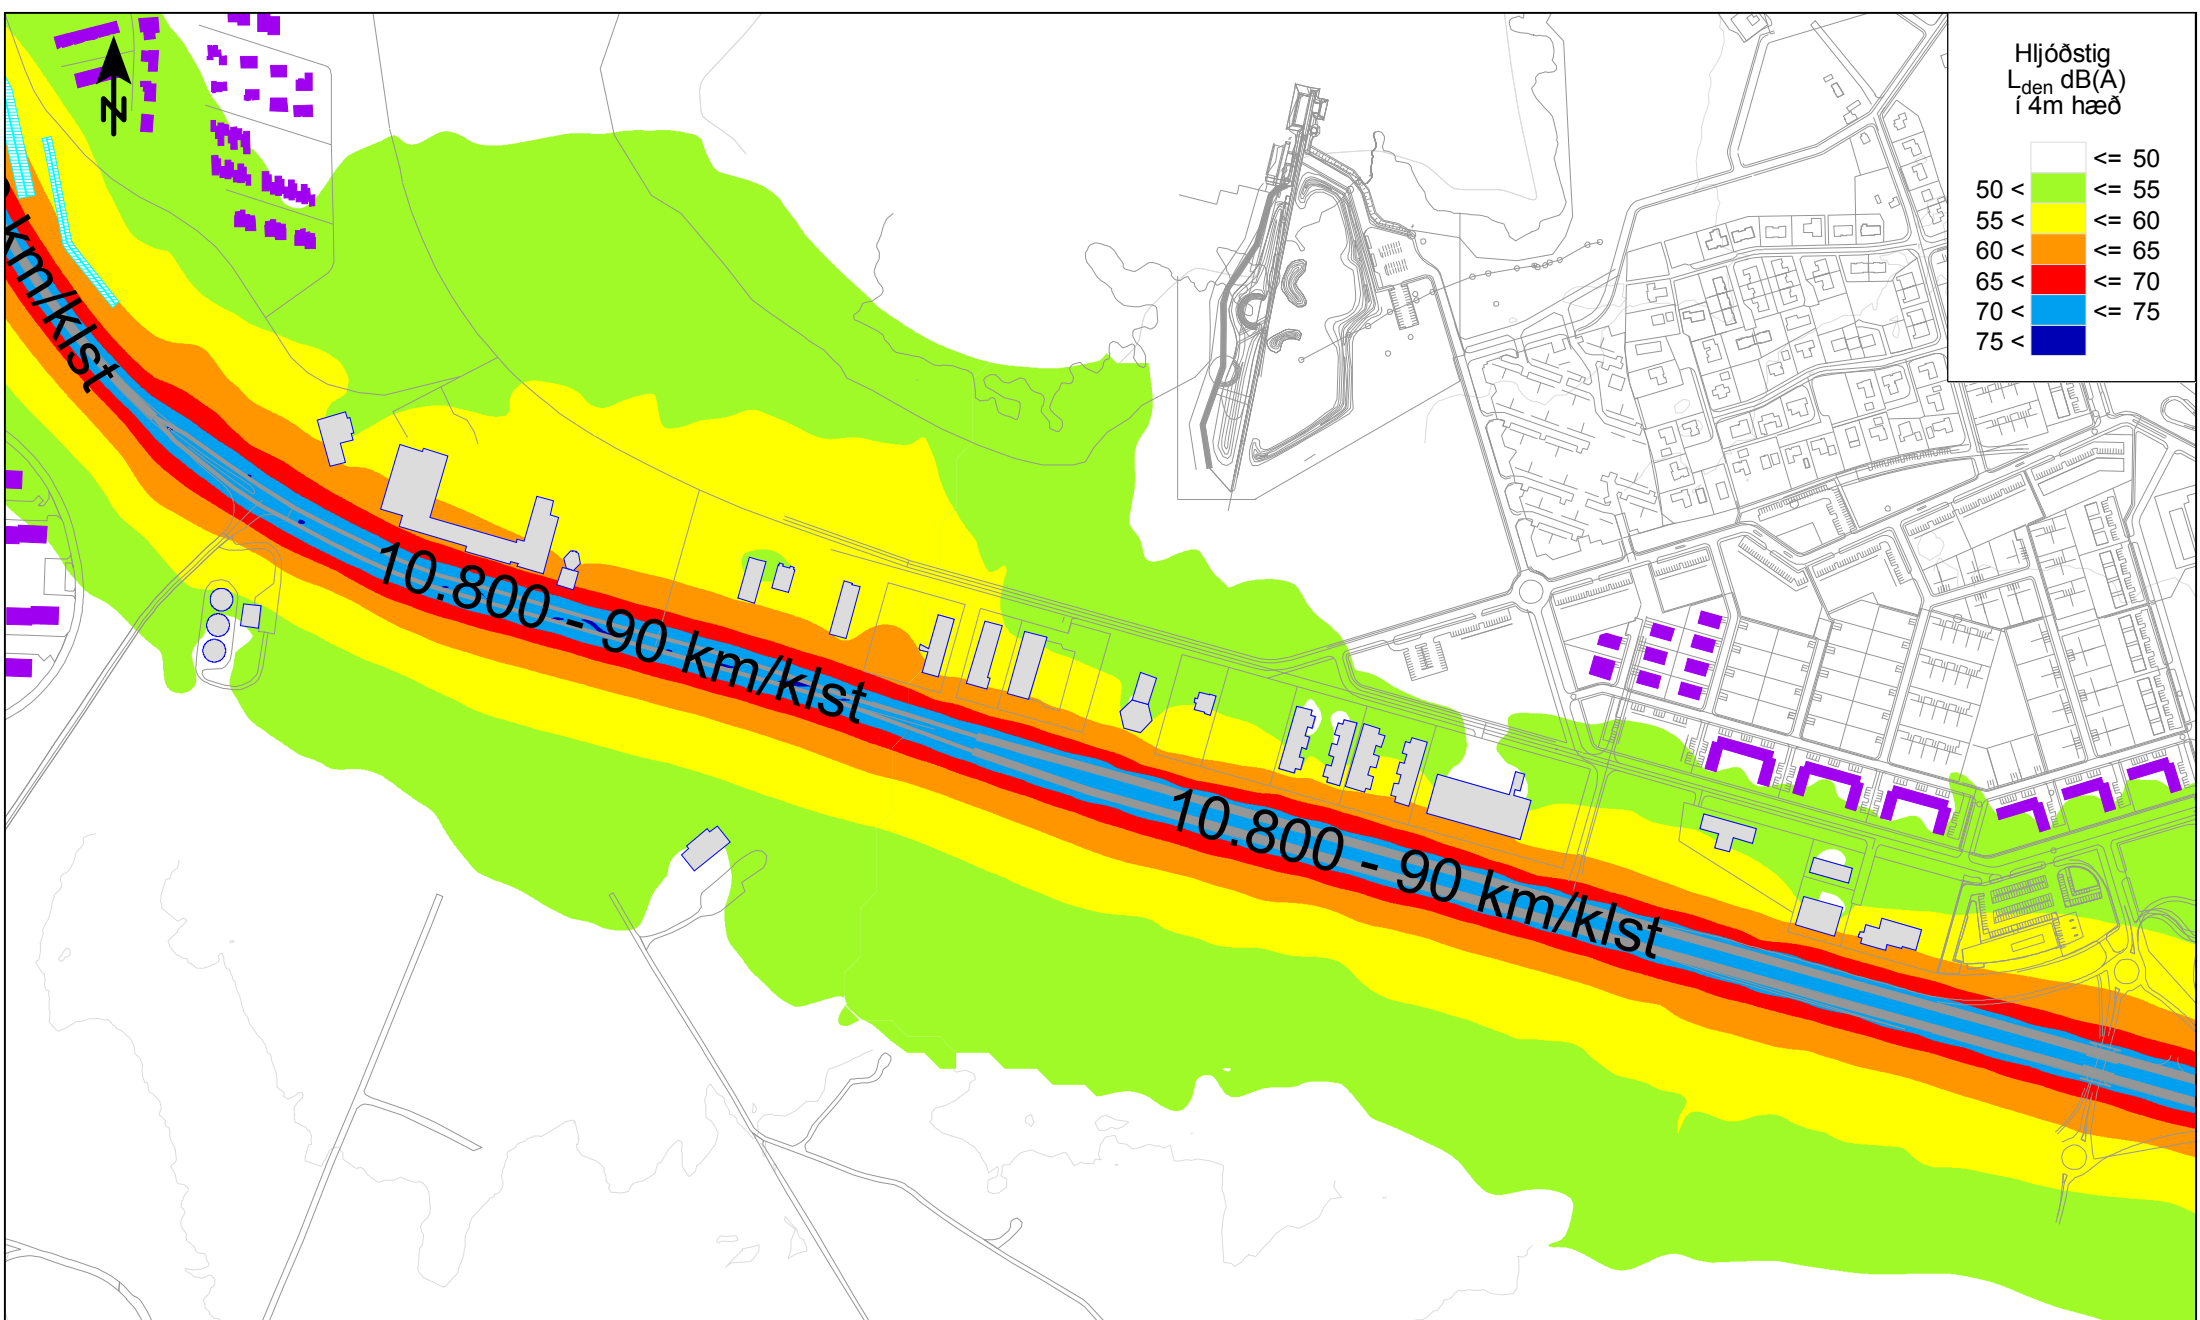 N
Hljóðstig
Lden dB(A)
í 4m hæð
<= 50
50 < <= 55
55 < <= 60
60 < <= 65
65 < <= 70
70 < <= 75
75 <
km/klst
10.800 - 90 km/klst
10.800 - 90 km/klst